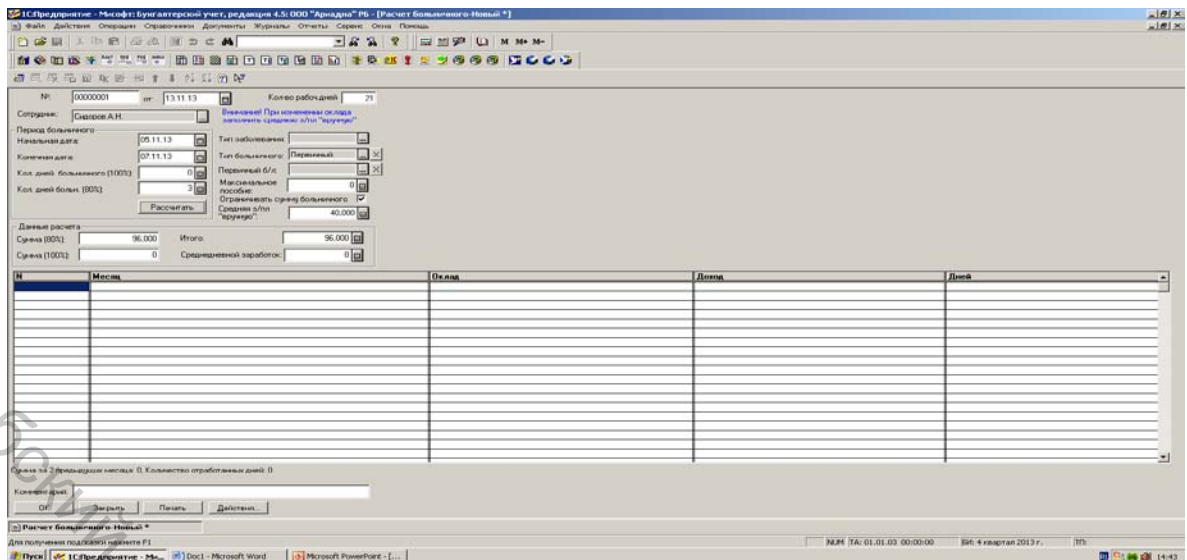 1С:Предприятие - Мисофт: Бухгалтерский учет, редакция 4.5: ООО "Ариадна" РБ - [Расчет больничного-Новый *]
Файл Действия Операции Справочники Документы Журналы Отчеты Сервис Окна Помощь
M M+ M-
№: 00000001 от 13.11.13 Кол-во рабоч.дней 21
Сотрудник: Сидоров А.Н. Внимание! При изменении оклада
заполнить среднюю з/пл "вручную"
Период больничного
Начальная дата: 05.11.13 Тип заболевания:
Конечная дата: 07.11.13 Тип больничного: Первичный
Кол. дней больничного (100%): 0 Первичный б/л:
Кол. дней больн. (80%): 3 Максимальное пособие: 0
Ограничивать сумму больничного
Рассчитать Средняя з/пл "вручную": 40.000
Данные расчета
Сумма (80%): 96.000 Итого: 96.000
Сумма (100%): 0 Среднедневной заработок: 0
N Месяц Оклад Доход Дней
Сумма за 2 предыдущих месяца: 0, Количество отработанных дней: 0
Комментарий:
OK Закрыть Печать Действия...
Расчет больничного-Новый *
Для получения подсказки нажмите F1 NUM TA: 01.01.03 00:00:00 БИ: 4 квартал 2013 г. ТП:
Пуск 1С:Предприятие - Ми... Doc1 - Microsoft Word Microsoft PowerPoint - [... 14:43